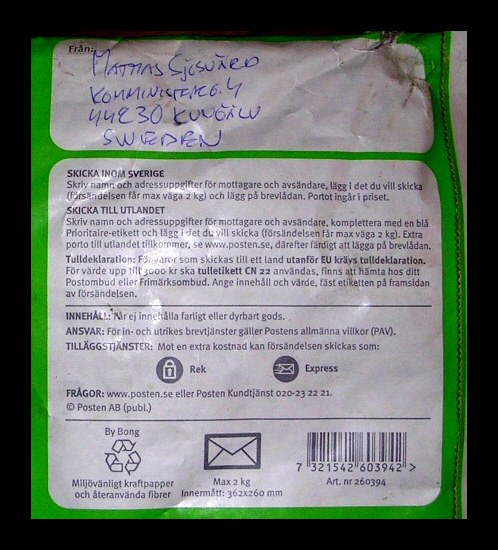 Från:
MATTIAS SJÖSVÄRD
KOMMINISTERG. 4
44230 KUNGÄLV
SWEDEN
SKICKA INOM SVERIGE
Skriv namn och adressuppgifter för mottagare och avsändare, lägg i det du vill skicka
(försändelsen får max väga 2 kg) och lägg på brevlådan. Portot ingår i priset.
SKICKA TILL UTLANDET
Skriv namn och adressuppgifter för mottagare och avsändare, komplettera med en blå
Prioritaire-etikett och lägg i det du vill skicka (försändelsen får max väga 2 kg). Extra
porto till utlandet tillkommer, se www.posten.se, därefter färdigt att lägga på brevlådan.
Tulldeklaration: För varor som skickas till ett land utanför EU krävs tulldeklaration.
För värde upp till 3000 kr ska tulletikett CN 22 användas, finns att hämta hos ditt
Postombud eller Frimärksombud. Ange innehåll och värde, fäst etiketten på framsidan
av försändelsen.
INNEHÅLL: Får ej innehålla farligt eller dyrbart gods.
ANSVAR: För in- och utrikes brevtjänster gäller Postens allmänna villkor (PAV).
TILLÄGGSTJÄNSTER: Mot en extra kostnad kan försändelsen skickas som:
Rek Express
FRÅGOR: www.posten.se eller Posten Kundtjänst 020-23 22 21.
© Posten AB (publ.)
By Bong
Miljövänligt kraftpapper
och återanvända fibrer
Max 2 kg
Innermått: 362x260 mm
7 321542 603942 >
Art. nr 260394